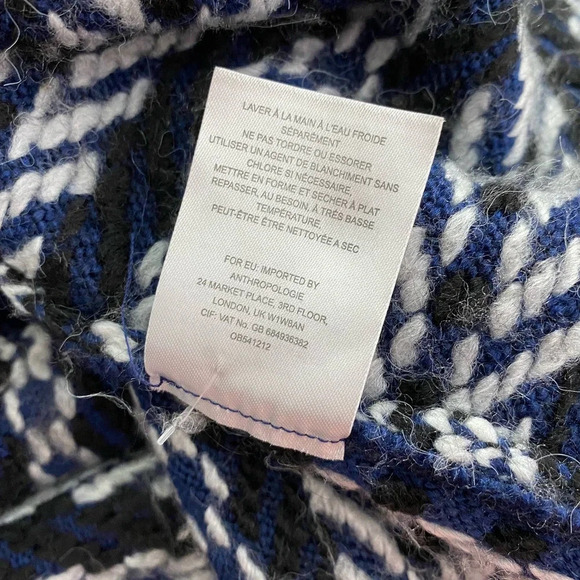 LAVER À LA MAIN À L'EAU FROIDE
SÉPARÉMENT
NE PAS TORDRE OU ESSORER
UTILISER UN AGENT DE BLANCHIMENT SANS
CHLORE SI NÉCESSAIRE,
METTRE EN FORME ET SECHER À PLAT
REPASSER, AU BESOIN, À TRÈS BASSE
TEMPÉRATURE,
PEUT-ÊTRE ÊTRE NETTOYÉE A SEC
FOR EU: IMPORTED BY
ANTHROPOLOGIE
24 MARKET PLACE, 3RD FLOOR,
LONDON, UK W1W8AN
CIF: VAT No. GB 684936382
OB541212